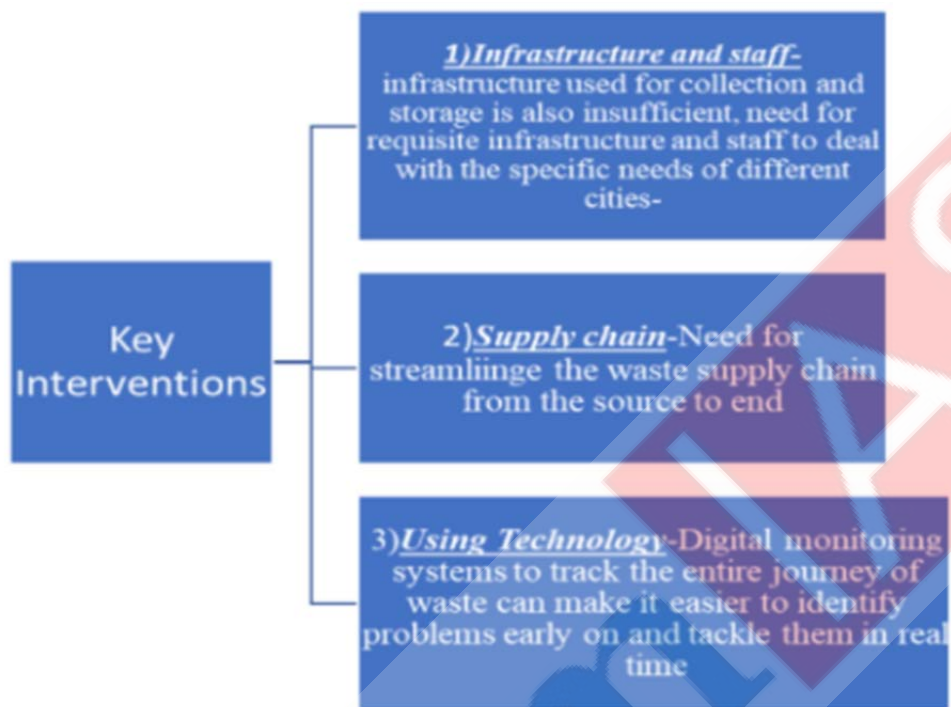 Key
Interventions
1)Infrastructure and staff-
infrastructure used for collection and
storage is also insufficient, need for
requisite infrastructure and staff to deal
with the specific needs of different
cities-
2)Supply chain-Need for
streamliinge the waste supply chain
from the source to end
3)Using Technology-Digital monitoring
systems to track the entire journey of
waste can make it easier to identify
problems early on and tackle them in real
time